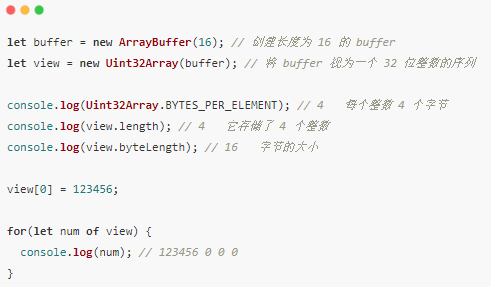 let buffer = new ArrayBuffer(16); // 创建长度为 16 的 buffer
let view = new Uint32Array(buffer); // 将 buffer 视为一个 32 位整数的序列
console.log(Uint32Array.BYTES_PER_ELEMENT); // 4 每个整数 4 个字节
console.log(view.length); // 4 它存储了 4 个整数
console.log(view.byteLength); // 16 字节的大小
view[0] = 123456;
for(let num of view) {
  console.log(num); // 123456 0 0 0
}